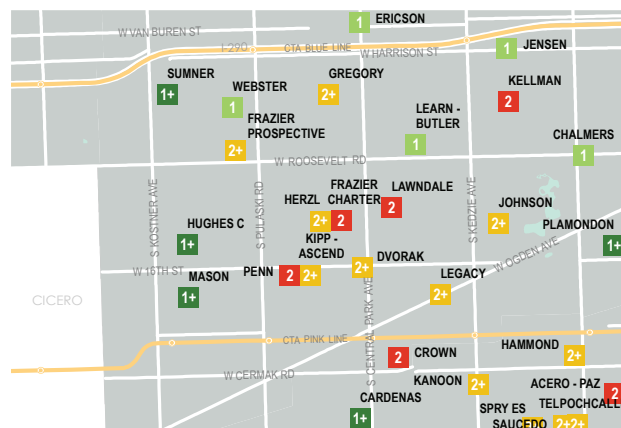 ERICSON
1
W VAN BUREN ST
I-290
CTA BLUE LINE
W HARRISON ST
1
JENSEN
SUMNER
1+
WEBSTER
1
GREGORY
2+
KELLMAN
2
LEARN -
BUTLER
1
FRAZIER
PROSPECTIVE
2+
CHALMERS
1
W ROOSEVELT RD
S KOSTNER AVE
S PULASKI RD
S KEDZIE AVE
HERZL
2+
FRAZIER
CHARTER
2
LAWNDALE
2
JOHNSON
2+
HUGHES C
1+
PLAMONDON
1+
KIPP -
ASCEND
2+
W 16TH ST
PENN
2
DVORAK
2+
W OGDEN AVE
MASON
1+
LEGACY
2+
CICERO
S CENTRAL PARK AVE
CTA PINK LINE
CROWN
2
HAMMOND
2+
W CERMAK RD
KANOON
2+
ACERO - PAZ
2
CARDENAS
1+
SPRY ES
TELPOCHCALL
SAUCEDO
2+
2+